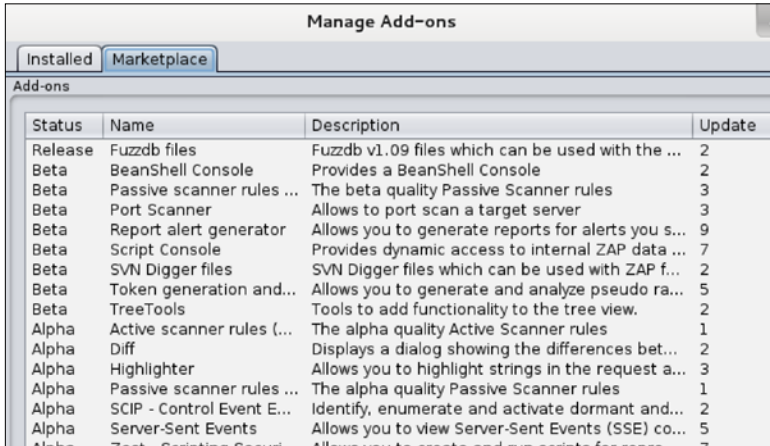 Manage Add-ons
Installed Marketplace
Add-ons
Status Name Description Update
Release Fuzzdb files Fuzzdb v1.09 files which can be used with the ... 2
Beta BeanShell Console Provides a BeanShell Console 2
Beta Passive scanner rules ... The beta quality Passive Scanner rules 3
Beta Port Scanner Allows to port scan a target server 3
Beta Report alert generator Allows you to generate reports for alerts you s... 9
Beta Script Console Provides dynamic access to internal ZAP data ... 7
Beta SVN Digger files SVN Digger files which can be used with ZAP f... 2
Beta Token generation and... Allows you to generate and analyze pseudo ra... 5
Beta TreeTools Tools to add functionality to the tree view. 2
Alpha Active scanner rules (... The alpha quality Active Scanner rules 1
Alpha Diff Displays a dialog showing the differences bet... 2
Alpha Highlighter Allows you to highlight strings in the request a... 3
Alpha Passive scanner rules ... The alpha quality Passive Scanner rules 1
Alpha SCIP - Control Event E... Identify, enumerate and activate dormant and... 2
Alpha Server-Sent Events Allows you to view Server-Sent Events (SSE) co... 5